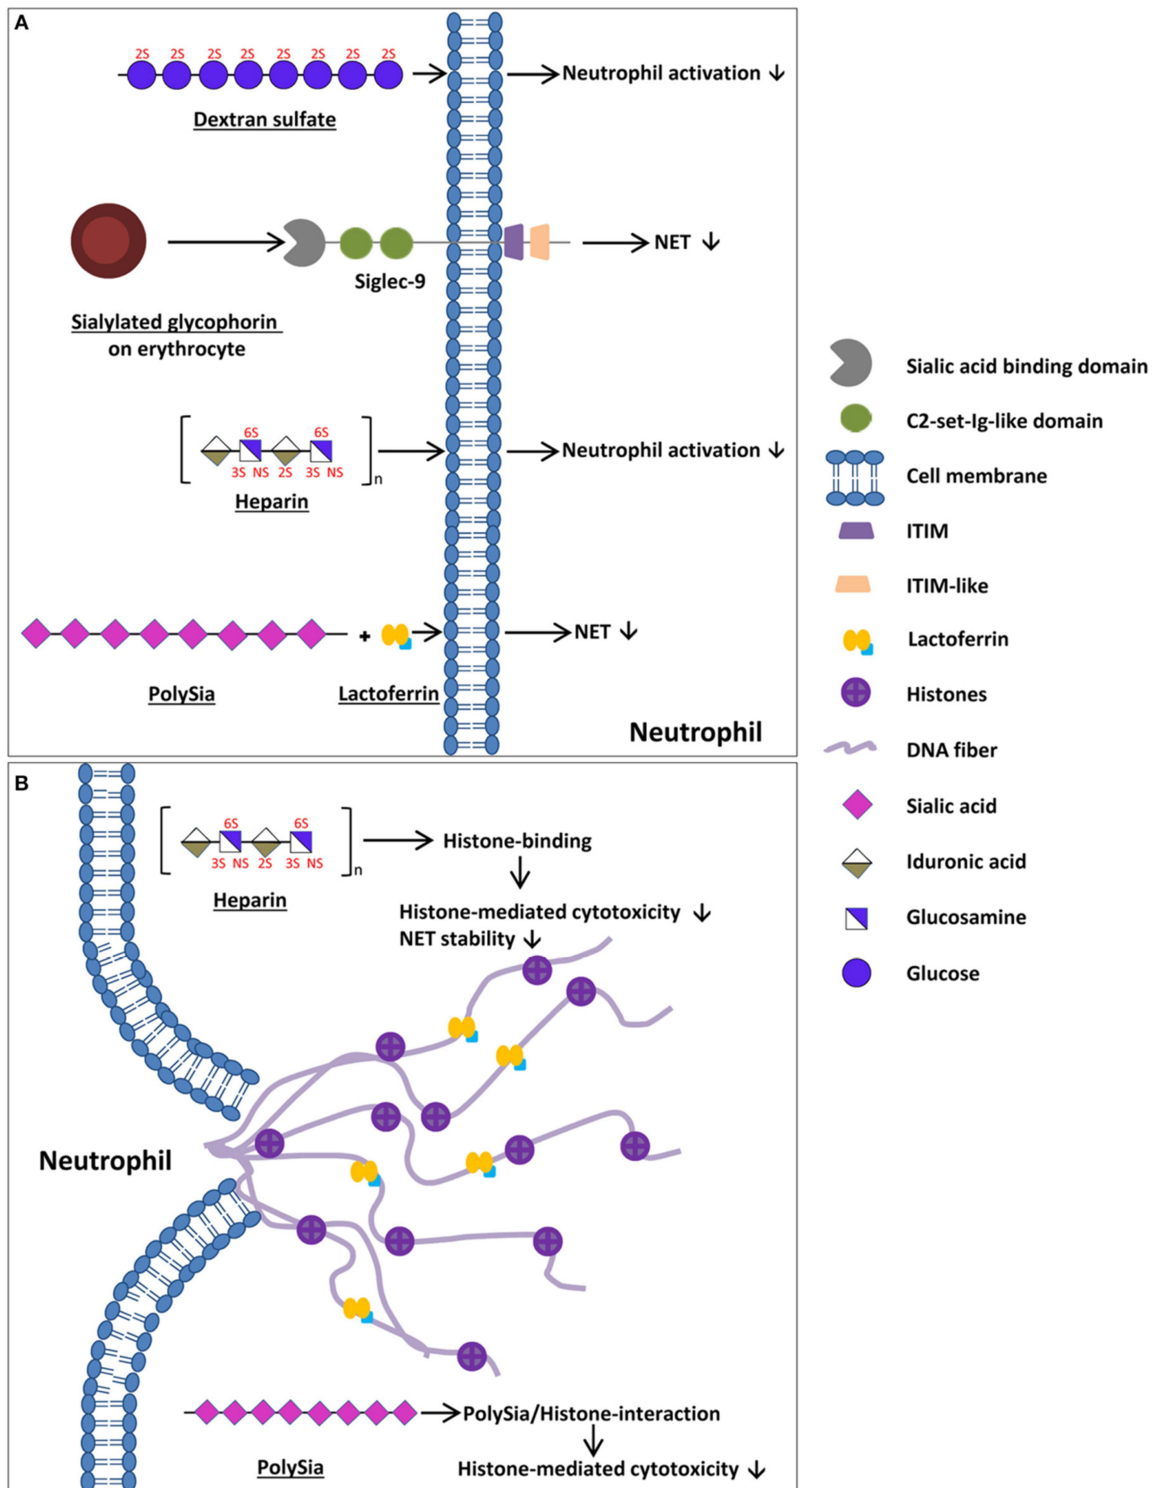 A
2S 2S 2S 2S 2S 2S 2S 2S
Neutrophil activation ↓
Dextran sulfate
NET ↓
Siglec-9
Sialylated glycophorin
on erythrocyte
6S 6S
Neutrophil activation ↓
3S NS 2S 3S NS
n
Heparin
+
NET ↓
PolySia
Lactoferrin
Neutrophil
Sialic acid binding domain
C2-set-Ig-like domain
Cell membrane
ITIM
ITIM-like
Lactoferrin
Histones
DNA fiber
Sialic acid
Iduronic acid
Glucosamine
Glucose
B
6S 6S
Histone-binding
3S NS 2S 3S NS
n
Heparin
Histone-mediated cytotoxicity ↓
NET stability ↓
Neutrophil
PolySia/Histone-interaction
PolySia
Histone-mediated cytotoxicity ↓